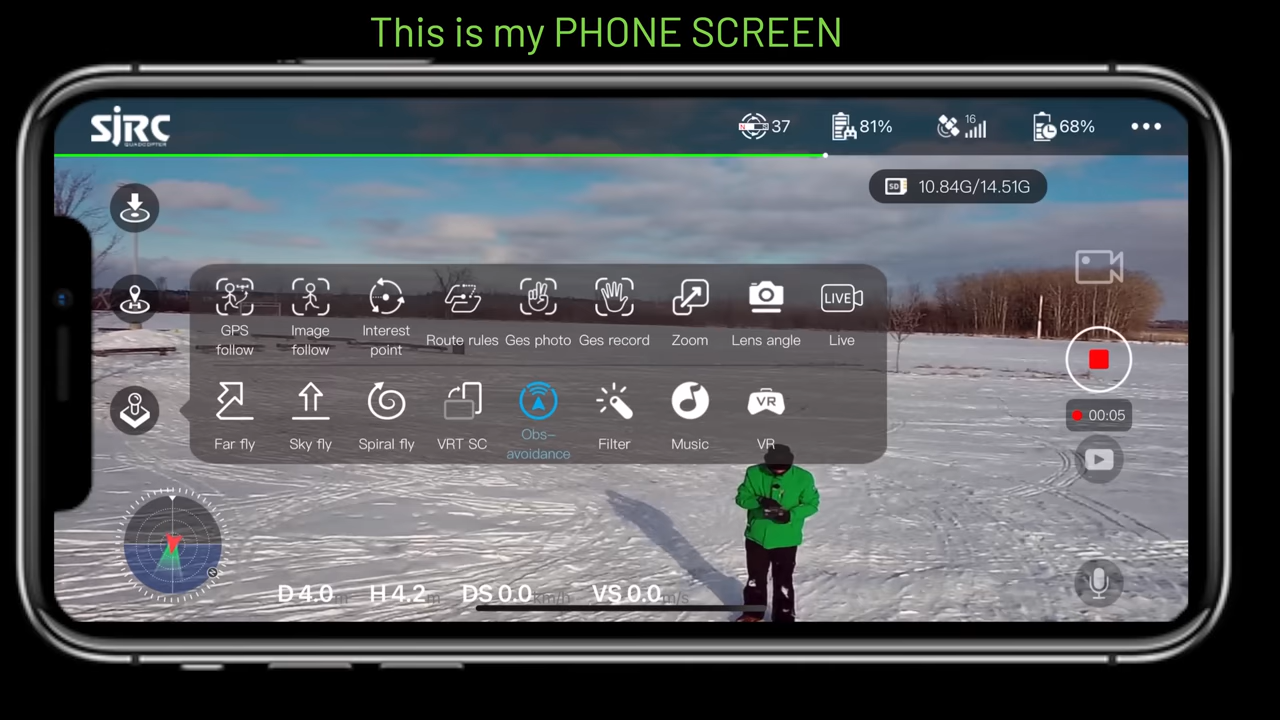 This is my PHONE SCREEN
SJRC
QUADCOPTER
37
81%
16
68%
SD
10.84G/14.51G
GPS
follow
Image
follow
Interest
point
Route rules
Ges photo
Ges record
Zoom
Lens angle
LIVE
Live
Far fly
Sky fly
Spiral fly
VRT SC
Obs-
avoidance
Filter
Music
VR
VR
00:05
D 4.0 m
H 4.2 m
DS 0.0 km/h
VS 0.0 m/s